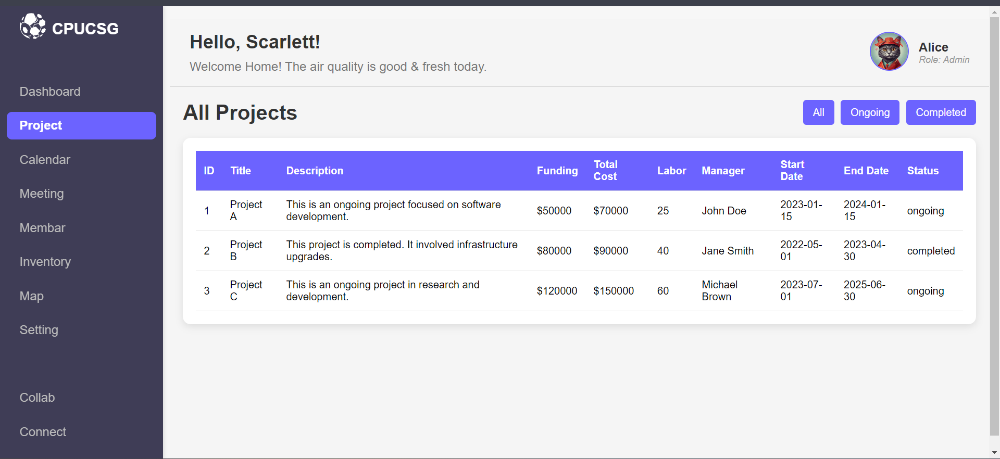 CPUCSG
Dashboard
Project
Calendar
Meeting
Membar
Inventory
Map
Setting
Collab
Connect
Hello, Scarlett!
Welcome Home! The air quality is good & fresh today.
Alice
Role: Admin
All Projects
All Ongoing Completed
ID Title Description Funding Total Cost Labor Manager Start Date End Date Status
1 Project A This is an ongoing project focused on software development. $50000 $70000 25 John Doe 2023-01-15 2024-01-15 ongoing
2 Project B This project is completed. It involved infrastructure upgrades. $80000 $90000 40 Jane Smith 2022-05-01 2023-04-30 completed
3 Project C This is an ongoing project in research and development. $120000 $150000 60 Michael Brown 2023-07-01 2025-06-30 ongoing